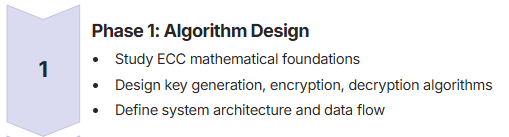 Phase 1: Algorithm Design
1
• Study ECC mathematical foundations
• Design key generation, encryption, decryption algorithms
• Define system architecture and data flow